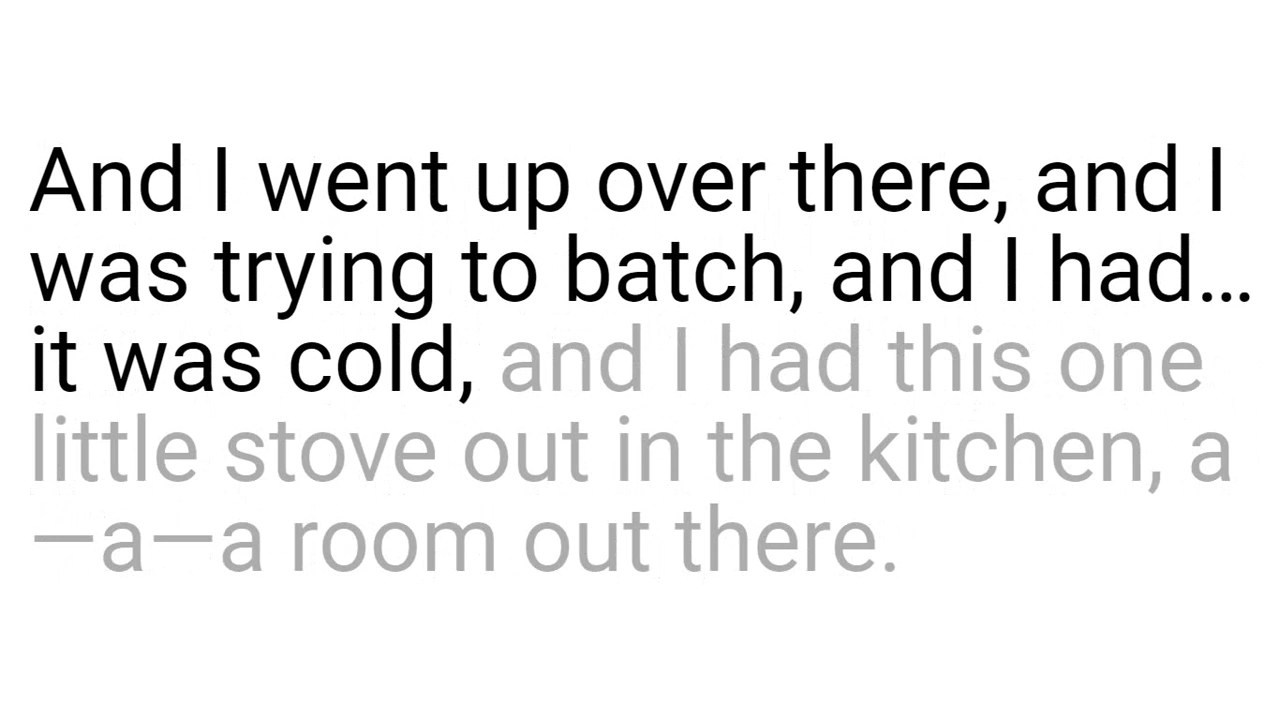 And I went up over there, and I
was trying to batch, and I had…
it was cold, and I had this one
little stove out in the kitchen, a
—a—a room out there.